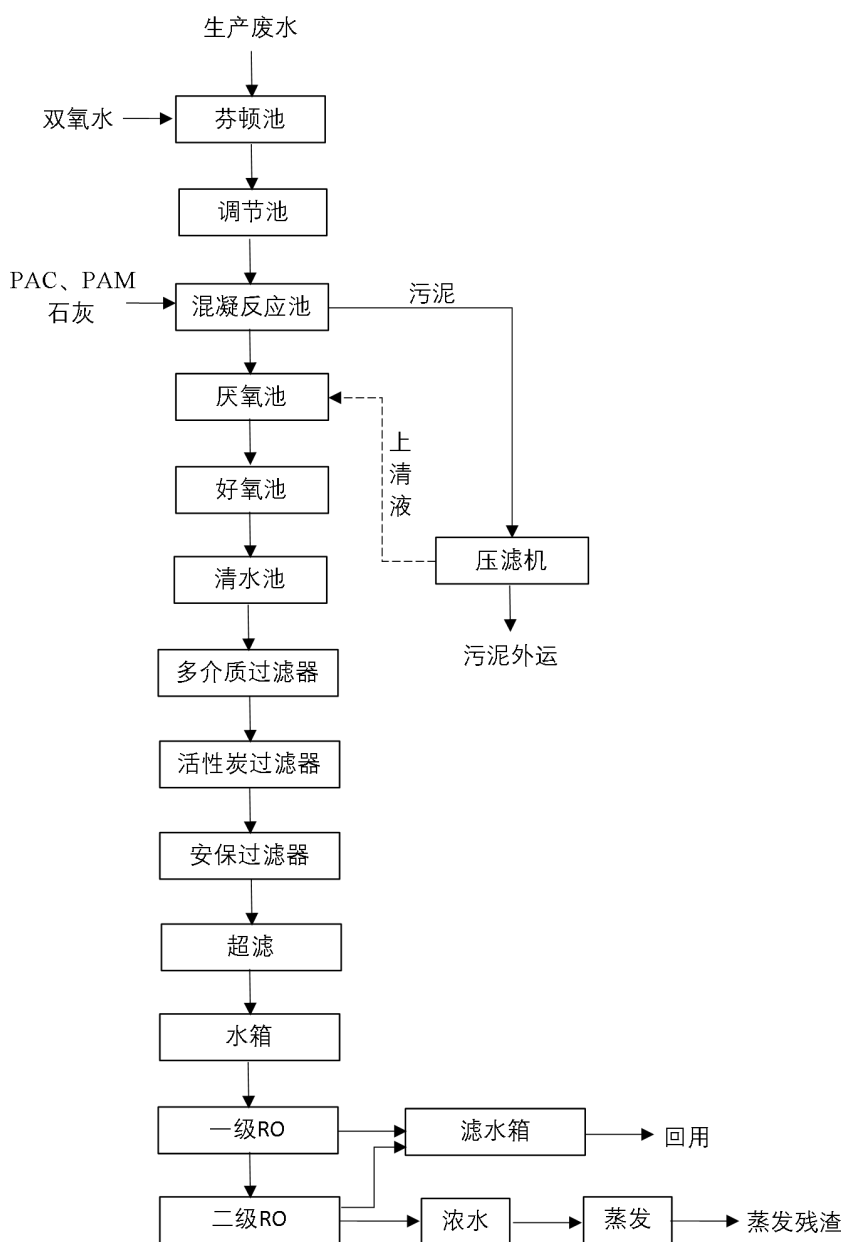 生产废水
双氧水
芬顿池
调节池
PAC、PAM
石灰
混凝反应池
污泥
厌氧池
上
清
液
好氧池
压滤机
清水池
污泥外运
多介质过滤器
活性炭过滤器
安保过滤器
超滤
水箱
一级RO
滤水箱
回用
二级RO
浓水
蒸发
蒸发残渣